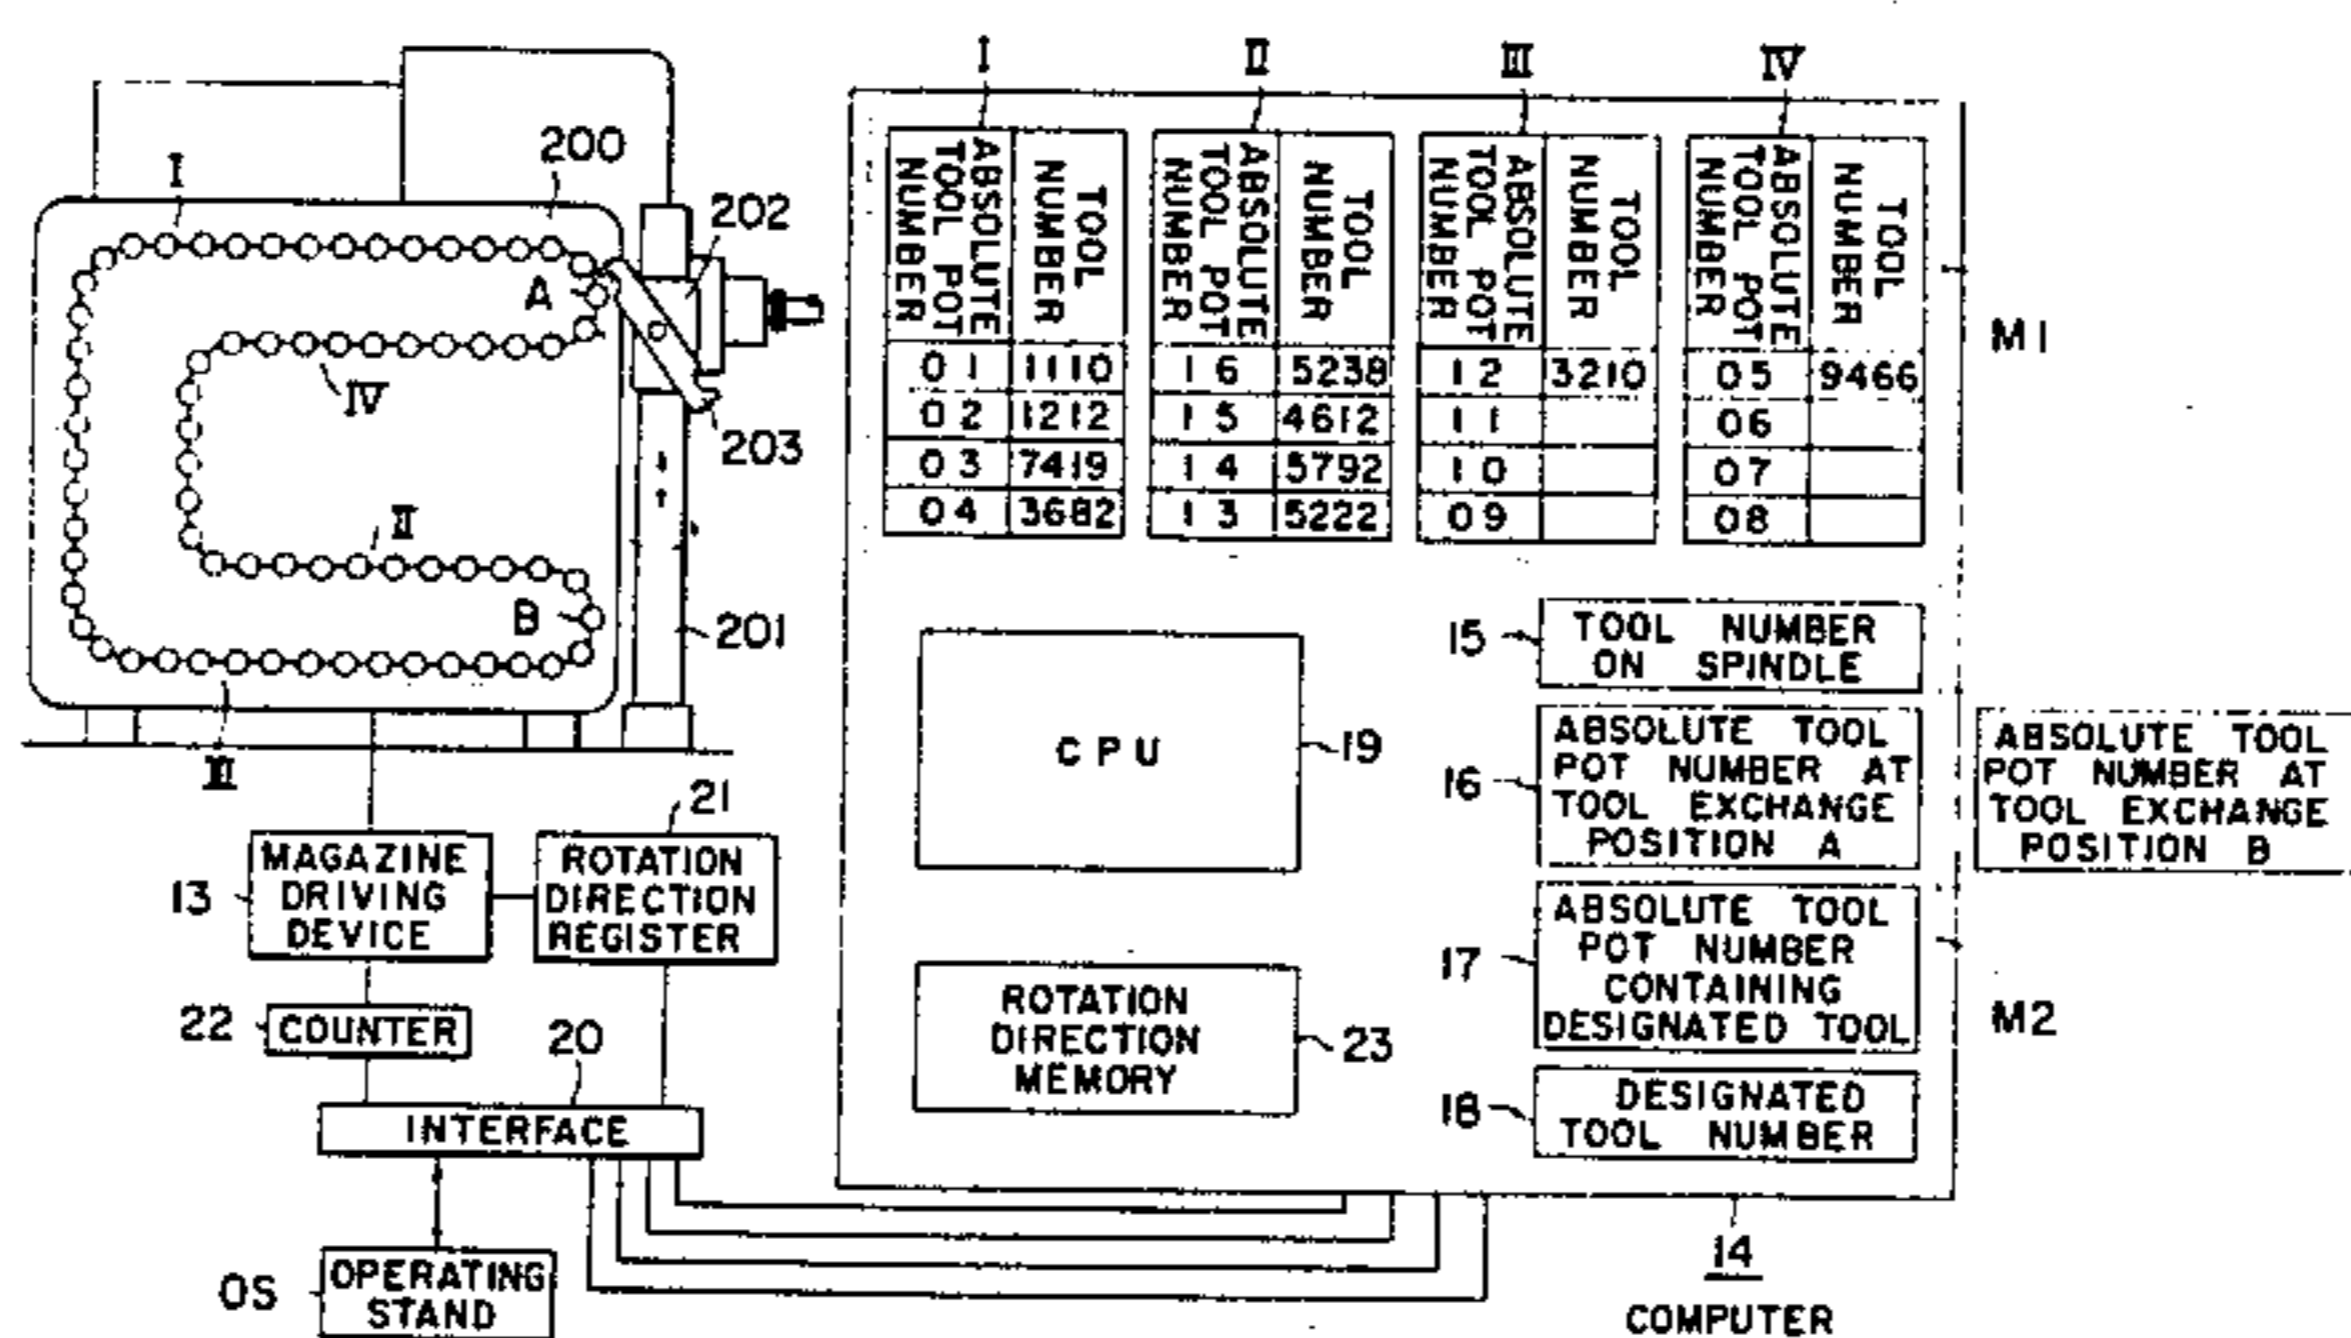 I
200
202
A
IV
203
II
B
201
III
I
II
III
IV
ABSOLUTE TOOL POT NUMBER
TOOL NUMBER
ABSOLUTE TOOL POT NUMBER
TOOL NUMBER
ABSOLUTE TOOL POT NUMBER
TOOL NUMBER
ABSOLUTE TOOL POT NUMBER
TOOL NUMBER
01 1110 16 5238 12 3210 05 9466
02 1212 15 4612 11 06
03 7419 14 5792 10 07
04 3682 13 5222 09 08
M1
15
TOOL NUMBER
ON SPINDLE
CPU
19
16
ABSOLUTE TOOL
POT NUMBER AT
TOOL EXCHANGE
POSITION A
ABSOLUTE TOOL
POT NUMBER AT
TOOL EXCHANGE
POSITION B
21
13
MAGAZINE
DRIVING
DEVICE
ROTATION
DIRECTION
REGISTER
17
ABSOLUTE TOOL
POT NUMBER
CONTAINING
DESIGNATED TOOL
M2
22
COUNTER
20
ROTATION
DIRECTION
MEMORY
23
INTERFACE
18
DESIGNATED
TOOL NUMBER
OS
OPERATING
STAND
14
COMPUTER